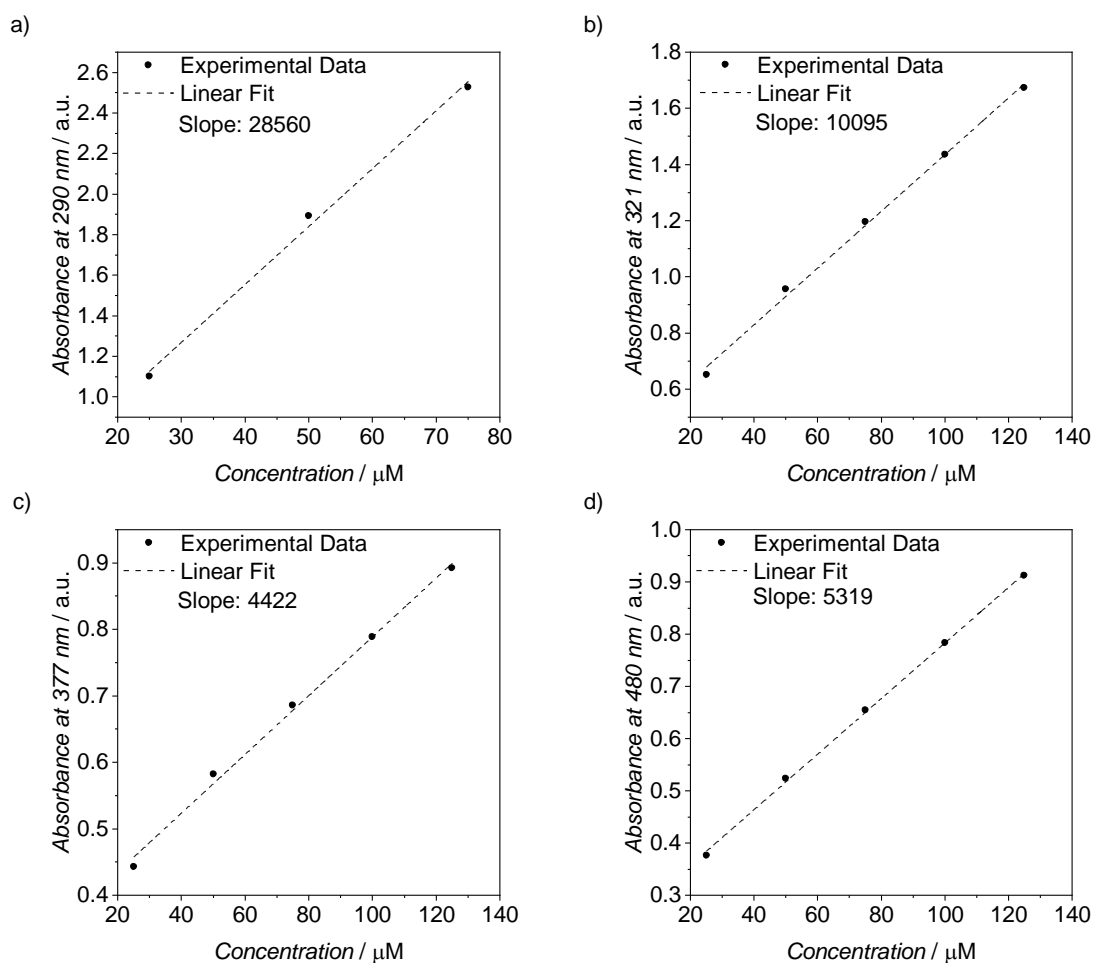 a)
Experimental Data
Linear Fit
Slope: 28560
2.6
2.4
2.2
2.0
1.8
1.6
1.4
1.2
1.0
Absorbance at 290 nm / a.u.
20 30 40 50 60 70 80
Concentration / μM
b)
Experimental Data
Linear Fit
Slope: 10095
1.8
1.6
1.4
1.2
1.0
0.8
0.6
Absorbance at 321 nm / a.u.
20 40 60 80 100 120 140
Concentration / μM
c)
Experimental Data
Linear Fit
Slope: 4422
0.9
0.8
0.7
0.6
0.5
0.4
Absorbance at 377 nm / a.u.
20 40 60 80 100 120 140
Concentration / μM
d)
Experimental Data
Linear Fit
Slope: 5319
1.0
0.9
0.8
0.7
0.6
0.5
0.4
0.3
Absorbance at 480 nm / a.u.
20 40 60 80 100 120 140
Concentration / μM